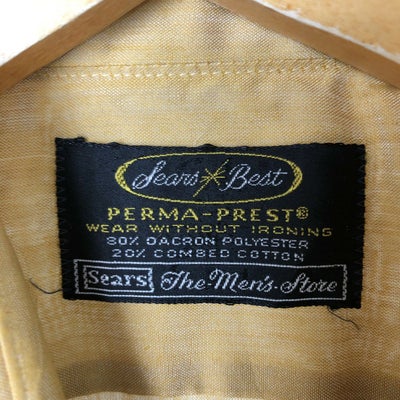 Sears Best
PERMA-PREST®
WEAR WITHOUT IRONING
80% DACRON POLYESTER
20% COMBED COTTON
Sears The Men's Store